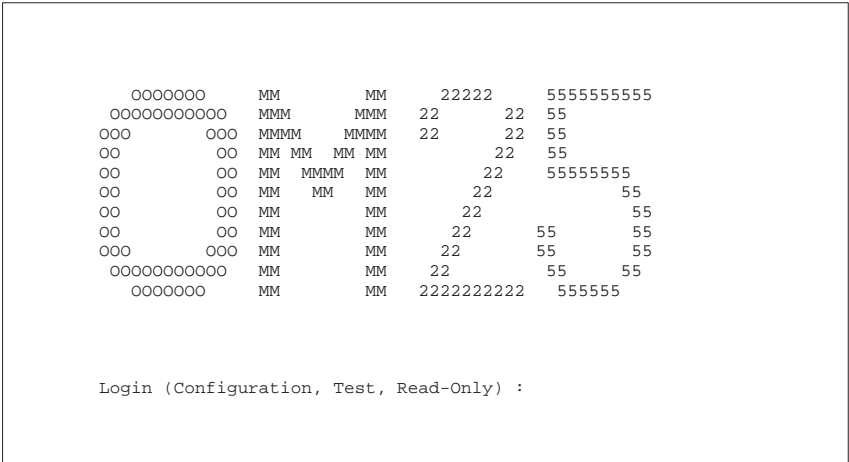 OOOOOOO     MM        MM     22222     5555555555
 OOOOOOOOOOO   MMM      MMM   22      22  55
OOO       OOO  MMMM    MMMM   22      22  55
OO         OO  MM MM  MM MM          22   55
OO         OO  MM  MMMM  MM         22    555555555
OO         OO  MM   MM   MM        22            55
OO         OO  MM        MM       22              55
OO         OO  MM        MM      22      55       55
OOO       OOO  MM        MM     22       55       55
 OOOOOOOOOOO   MM        MM    22         55     55
   OOOOOOO     MM        MM   2222222222   555555
Login (Configuration, Test, Read-Only) :